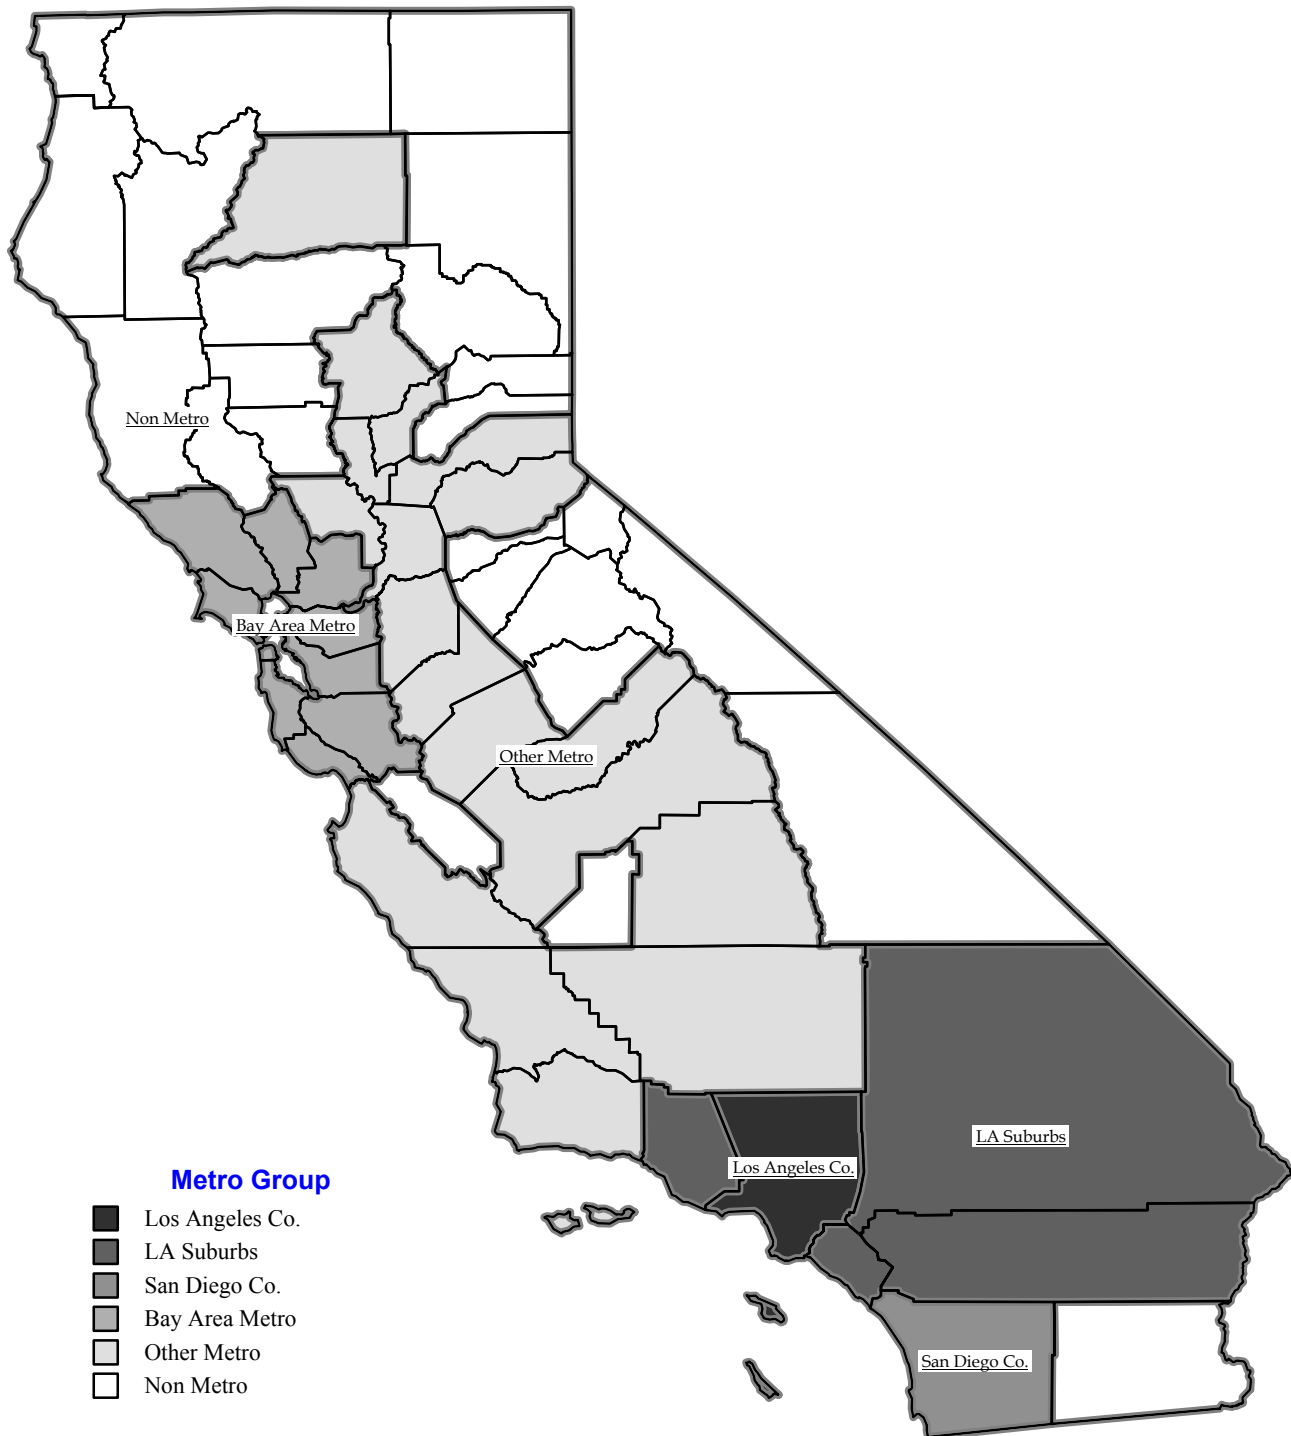 Non Metro
Bay Area Metro
Other Metro
LA Suburbs
Los Angeles Co.
San Diego Co.
Metro Group
Los Angeles Co.
LA Suburbs
San Diego Co.
Bay Area Metro
Other Metro
Non Metro